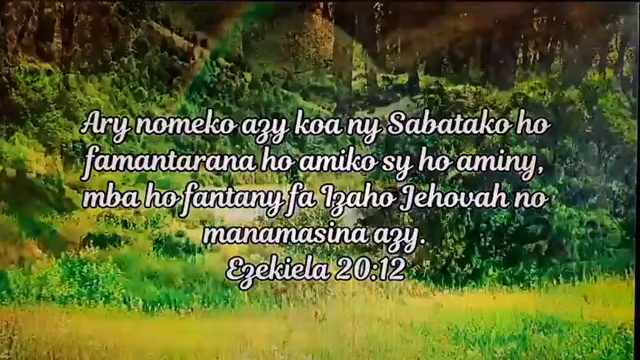 Ary nomeko azy koa ny Sabatako ho
famantarana ho amiko sy ho aminy,
mba ho fantany fa Izaho Jehovah no
manamasina azy.
Ezekiela 20:12